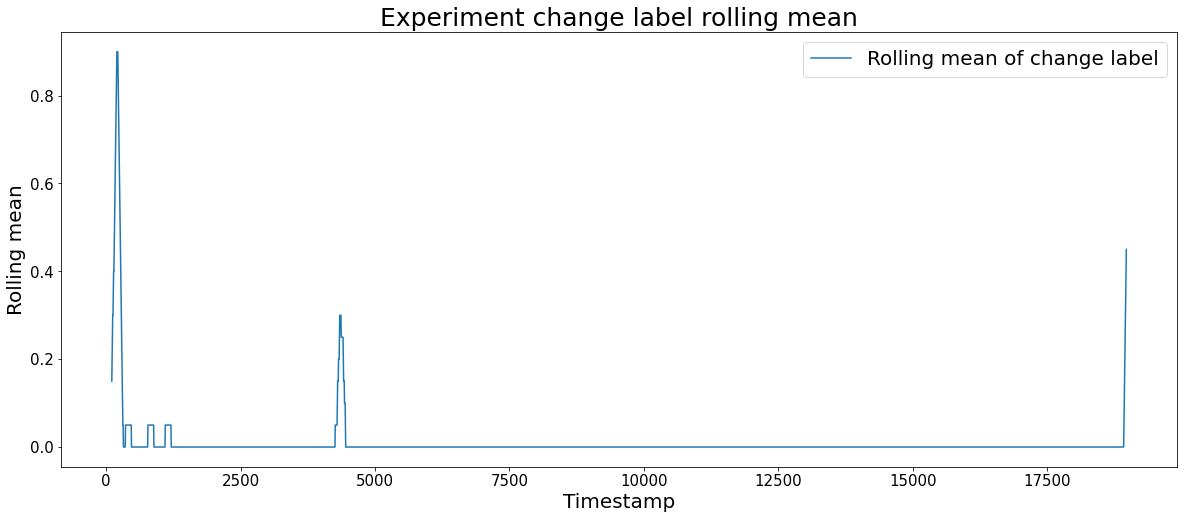 Experiment change label rolling mean
Rolling mean of change label
Rolling mean
0.8
0.6
0.4
0.2
0.0
0 2500 5000 7500 10000 12500 15000 17500
Timestamp